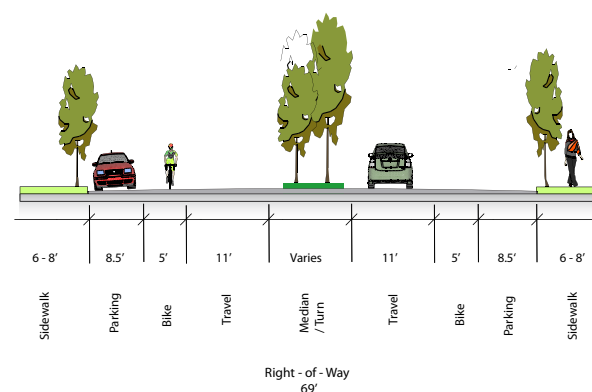 6 - 8’ 8.5’ 5’ 11’ Varies 11’ 5’ 8.5’ 6 - 8’
Sidewalk
Parking
Bike
Travel
Median
/ Turn
Travel
Bike
Parking
Sidewalk
Right - of - Way
69’